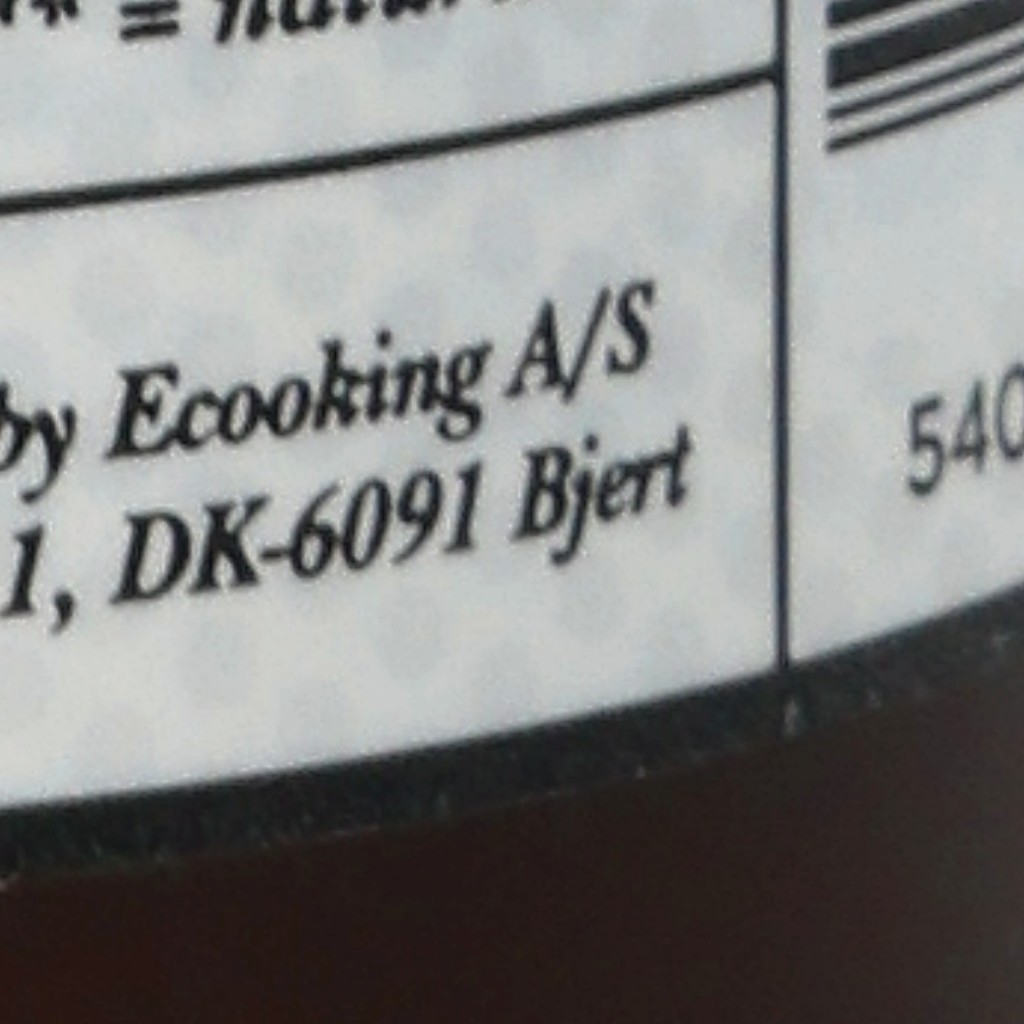 by Ecooking A/S
1, DK-6091 Bjert
540